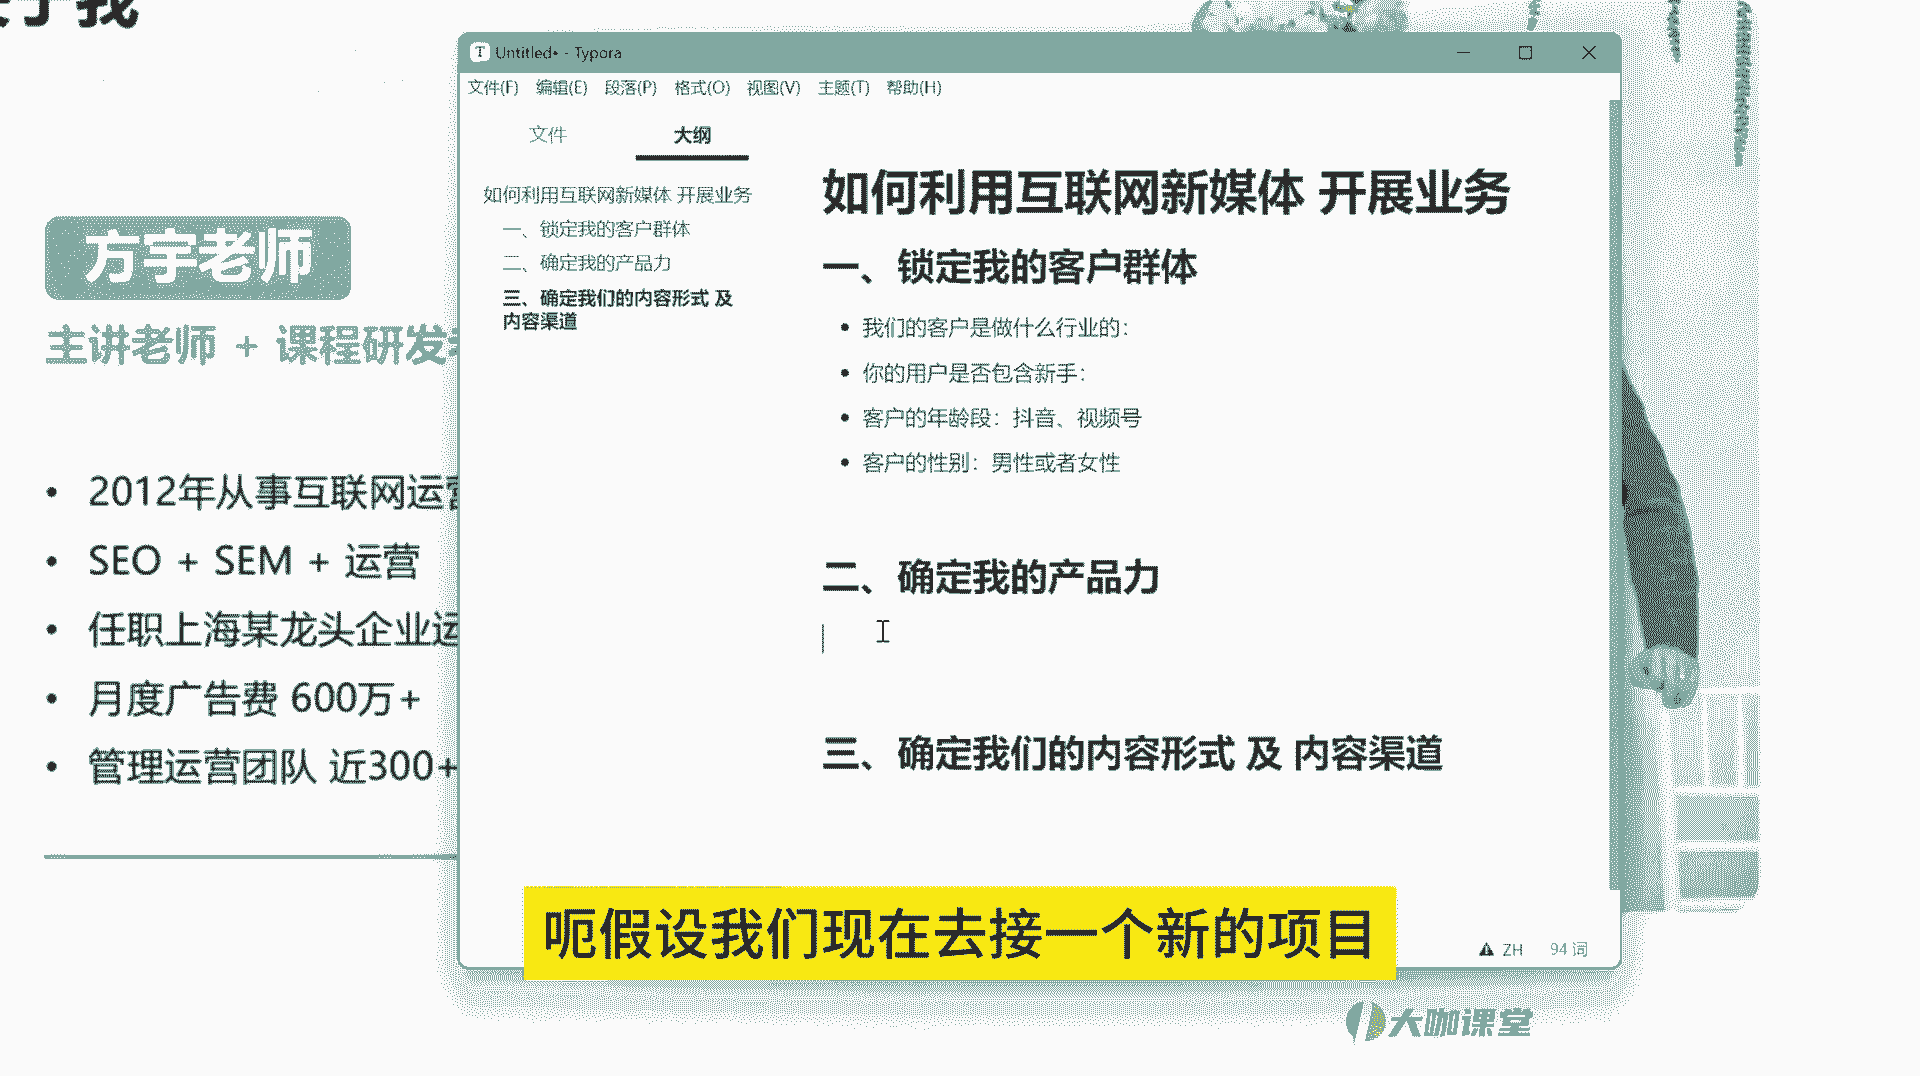 于我
方宇老师
主讲老师 + 课程研发
• 2012年从事互联网运营
• SEO + SEM + 运营
• 任职上海某龙头企业运
• 月度广告费 600万+
• 管理运营团队 近300+
Untitled• - Typora
文件(F) 编辑(E) 段落(P) 格式(O) 视图(V) 主题(T) 帮助(H)
文件 大纲
如何利用互联网新媒体 开展业务
一、锁定我的客户群体
二、确定我的产品力
三、确定我们的内容形式 及
内容渠道
如何利用互联网新媒体 开展业务
一、锁定我的客户群体
• 我们的客户是做什么行业的：
• 你的用户是否包含新手：
• 客户的年龄段：抖音、视频号
• 客户的性别：男性或者女性
二、确定我的产品力
三、确定我们的内容形式 及 内容渠道
呃假设我们现在去接一个新的项目
ZH 94 词
大咖课堂